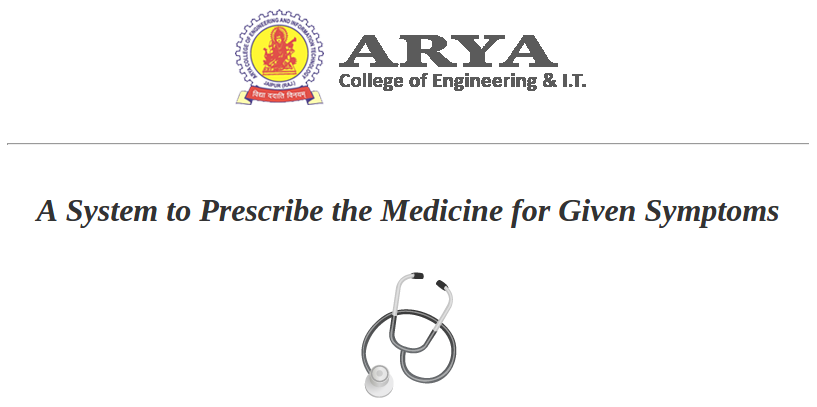 ARYA COLLEGE OF ENGINEERING AND INFORMATION TECHNOLOGY
JAIPUR (RAJ.)
विद्या ददाति विनयम्
ARYA
College of Engineering & I.T.
A System to Prescribe the Medicine for Given Symptoms